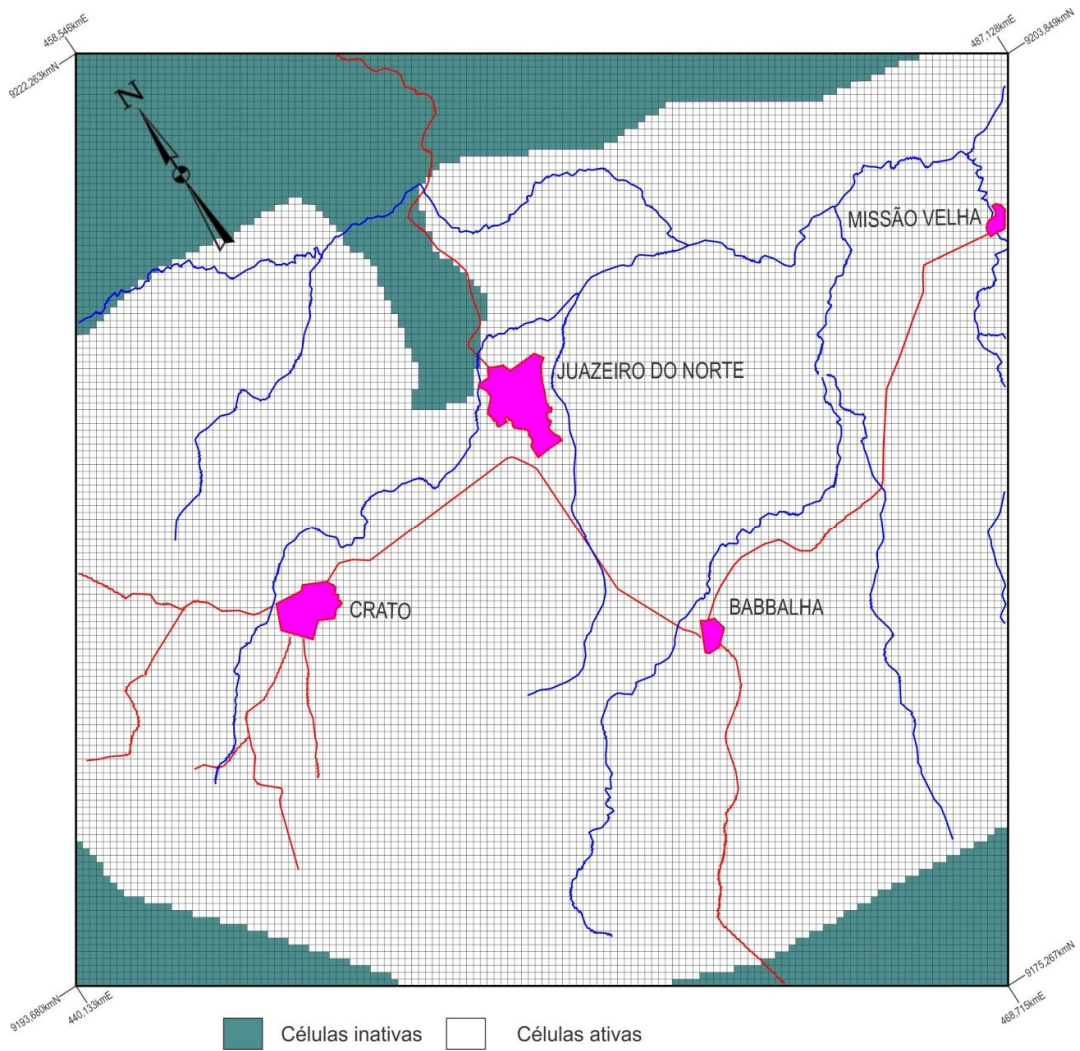 458,546kmE
9222,263kmN
487,128kmE
9203,849kmN
N
MISSÃO VELHA
JUAZEIRO DO NORTE
CRATO
BABBALHA
9193,680kmN
440,133kmE
9175,267kmN
468,715kmE
Células inativas
Células ativas